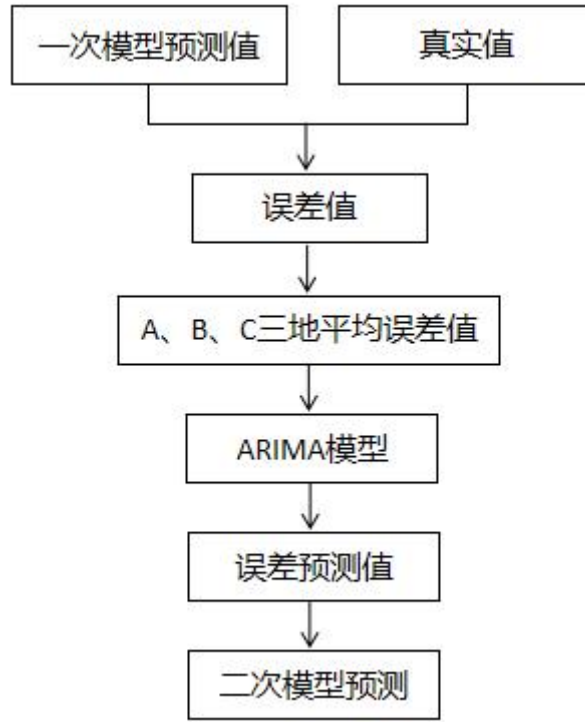 一次模型预测值
真实值
误差值
A、B、C三地平均误差值
ARIMA模型
误差预测值
二次模型预测